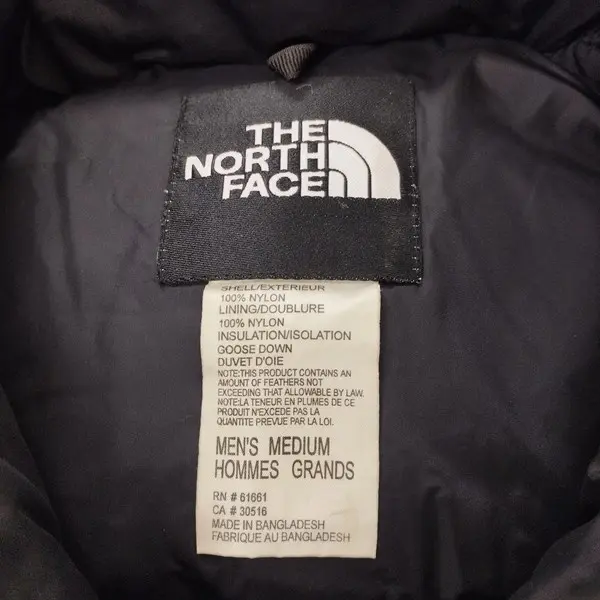 THE
NORTH
FACE
SHELL/EXTERIEUR
100% NYLON
LINING/DOUBLURE
100% NYLON
INSULATION/ISOLATION
GOOSE DOWN
DUVET D'OIE
NOTE:THIS PRODUCT CONTAINS AN
AMOUNT OF FEATHERS NOT
EXCEEDING THAT ALLOWABLE BY LAW.
NOTE:LA TENEUR EN PLUMES DE CE
PRODUIT N'EXCEDE PAS LA
QUANTITE PREVUE PAR LA LOI.
MEN'S MEDIUM
HOMMES GRANDS
RN # 61661
CA # 30516
MADE IN BANGLADESH
FABRIQUE AU BANGLADESH